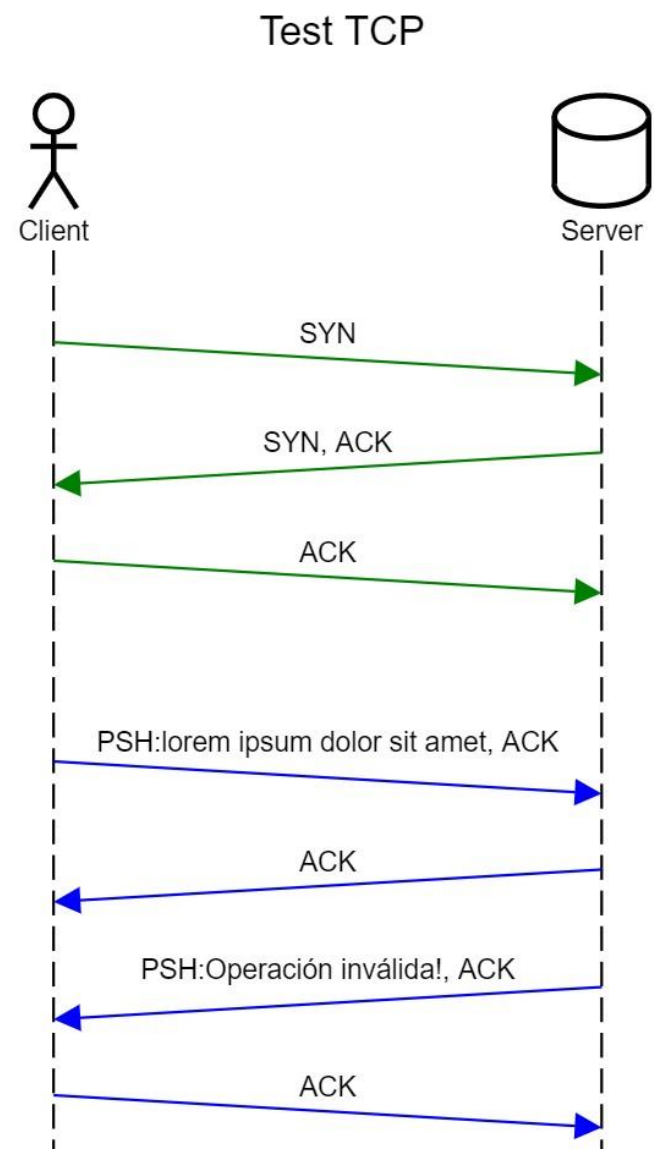 Test TCP
Client
Server
SYN
SYN, ACK
ACK
PSH:lorem ipsum dolor sit amet, ACK
ACK
PSH:Operación inválida!, ACK
ACK